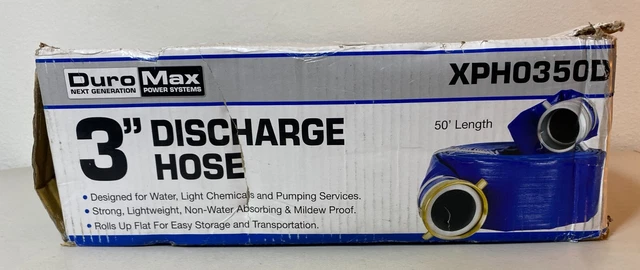 DuroMax
NEXT GENERATION POWER SYSTEMS
XPH0350D
3" DISCHARGE
HOSE
50' Length
• Designed for Water, Light Chemicals and Pumping Services.
• Strong, Lightweight, Non-Water Absorbing & Mildew Proof.
• Rolls Up Flat For Easy Storage and Transportation.